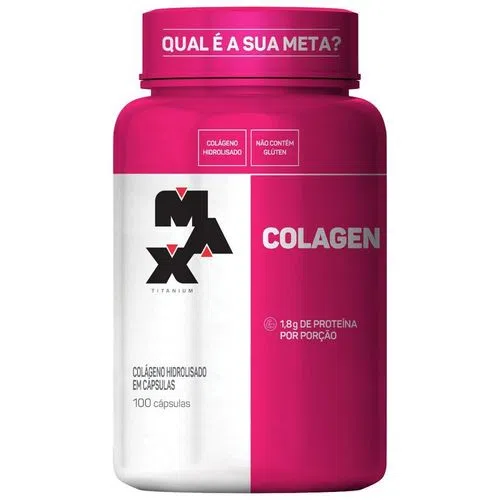 QUAL É A SUA META?
COLÁGENO
HIDROLISADO
NÃO CONTÉM
GLÚTEN
MAX
TITANIUM
COLAGEN
1,8g DE PROTEÍNA
POR PORÇÃO
COLÁGENO HIDROLISADO
EM CÁPSULAS
100 cápsulas